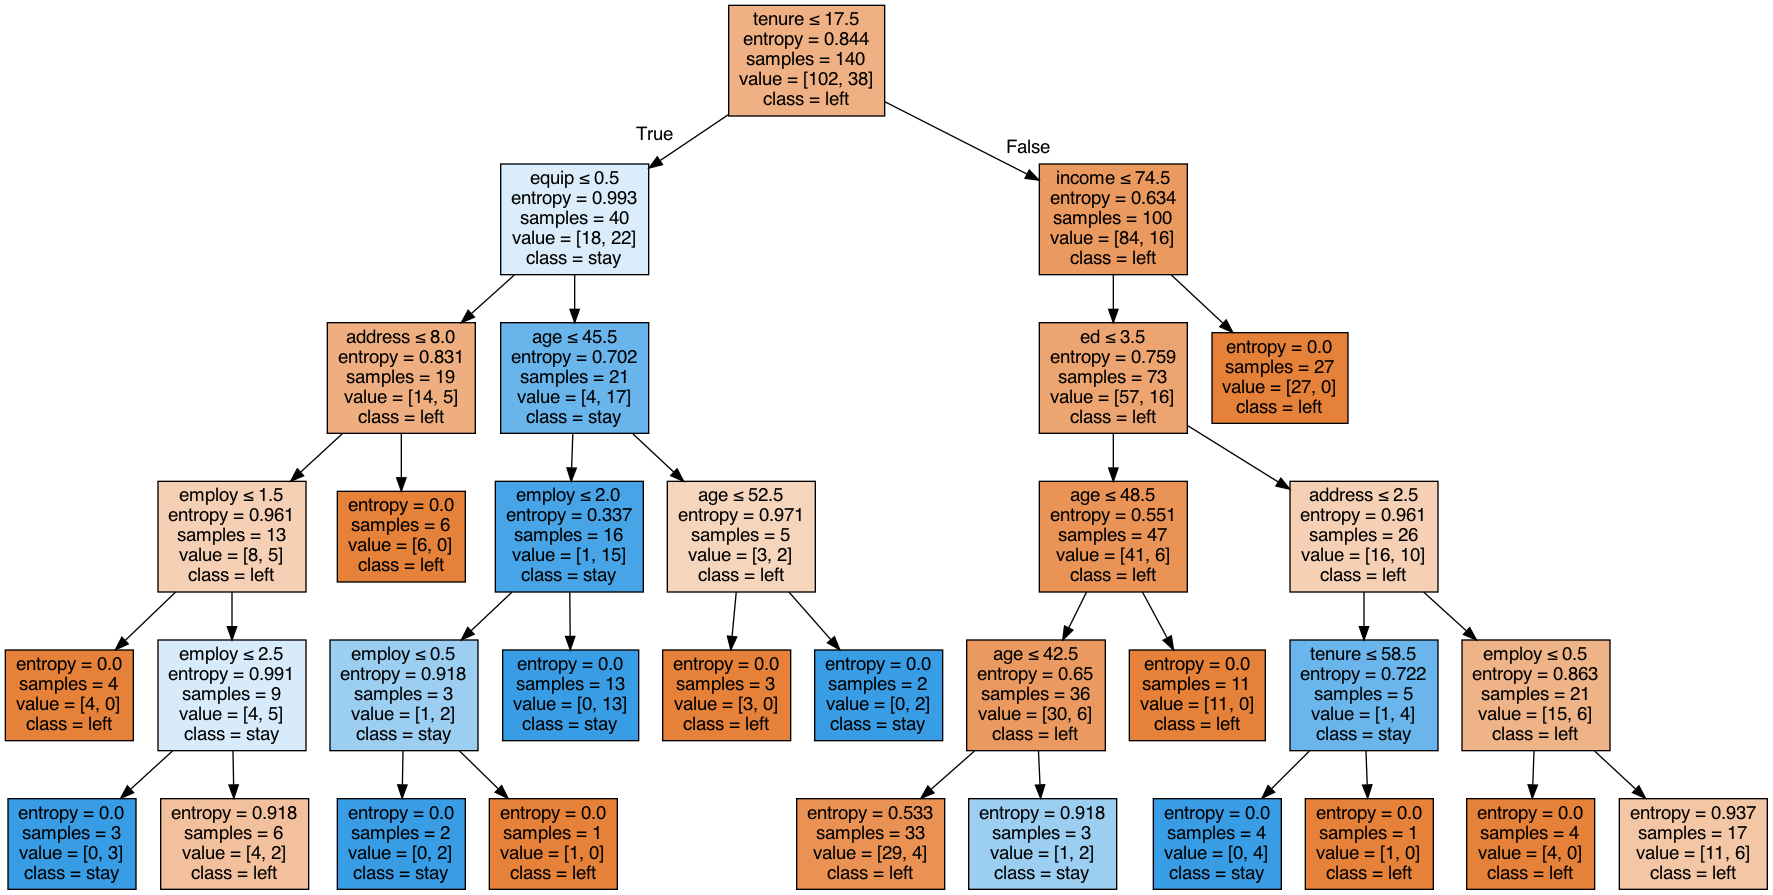 tenure ≤ 17.5
entropy = 0.844
samples = 140
value = [102, 38]
class = left
True
False
equip ≤ 0.5
entropy = 0.993
samples = 40
value = [18, 22]
class = stay
income ≤ 74.5
entropy = 0.634
samples = 100
value = [84, 16]
class = left
address ≤ 8.0
entropy = 0.831
samples = 19
value = [14, 5]
class = left
age ≤ 45.5
entropy = 0.702
samples = 21
value = [4, 17]
class = stay
ed ≤ 3.5
entropy = 0.759
samples = 73
value = [57, 16]
class = left
entropy = 0.0
samples = 27
value = [27, 0]
class = left
employ ≤ 1.5
entropy = 0.961
samples = 13
value = [8, 5]
class = left
entropy = 0.0
samples = 6
value = [6, 0]
class = left
employ ≤ 2.0
entropy = 0.337
samples = 16
value = [1, 15]
class = stay
age ≤ 52.5
entropy = 0.971
samples = 5
value = [3, 2]
class = left
age ≤ 48.5
entropy = 0.551
samples = 47
value = [41, 6]
class = left
address ≤ 2.5
entropy = 0.961
samples = 26
value = [16, 10]
class = left
entropy = 0.0
samples = 4
value = [4, 0]
class = left
employ ≤ 2.5
entropy = 0.991
samples = 9
value = [4, 5]
class = stay
employ ≤ 0.5
entropy = 0.918
samples = 3
value = [1, 2]
class = stay
entropy = 0.0
samples = 13
value = [0, 13]
class = stay
entropy = 0.0
samples = 3
value = [3, 0]
class = left
entropy = 0.0
samples = 2
value = [0, 2]
class = stay
age ≤ 42.5
entropy = 0.65
samples = 36
value = [30, 6]
class = left
entropy = 0.0
samples = 11
value = [11, 0]
class = left
tenure ≤ 58.5
entropy = 0.722
samples = 5
value = [1, 4]
class = stay
employ ≤ 0.5
entropy = 0.863
samples = 21
value = [15, 6]
class = left
entropy = 0.0
samples = 3
value = [0, 3]
class = stay
entropy = 0.918
samples = 6
value = [4, 2]
class = left
entropy = 0.0
samples = 2
value = [0, 2]
class = stay
entropy = 0.0
samples = 1
value = [1, 0]
class = left
entropy = 0.533
samples = 33
value = [29, 4]
class = left
entropy = 0.918
samples = 3
value = [1, 2]
class = stay
entropy = 0.0
samples = 4
value = [0, 4]
class = stay
entropy = 0.0
samples = 1
value = [1, 0]
class = left
entropy = 0.0
samples = 4
value = [4, 0]
class = left
entropy = 0.937
samples = 17
value = [11, 6]
class = left